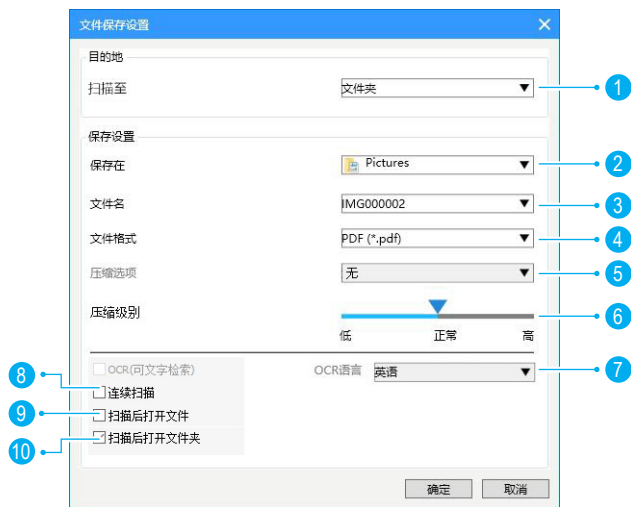 文件保存设置
目的地
扫描至 文件夹 1
保存设置
保存在 Pictures 2
文件名 IMG000002 3
文件格式 PDF (*.pdf) 4
压缩选项 无 5
压缩级别 6
低 正常 高
OCR(可文字检索) OCR语言 英语 7
8 连续扫描
9 扫描后打开文件
10 扫描后打开文件夹
确定 取消